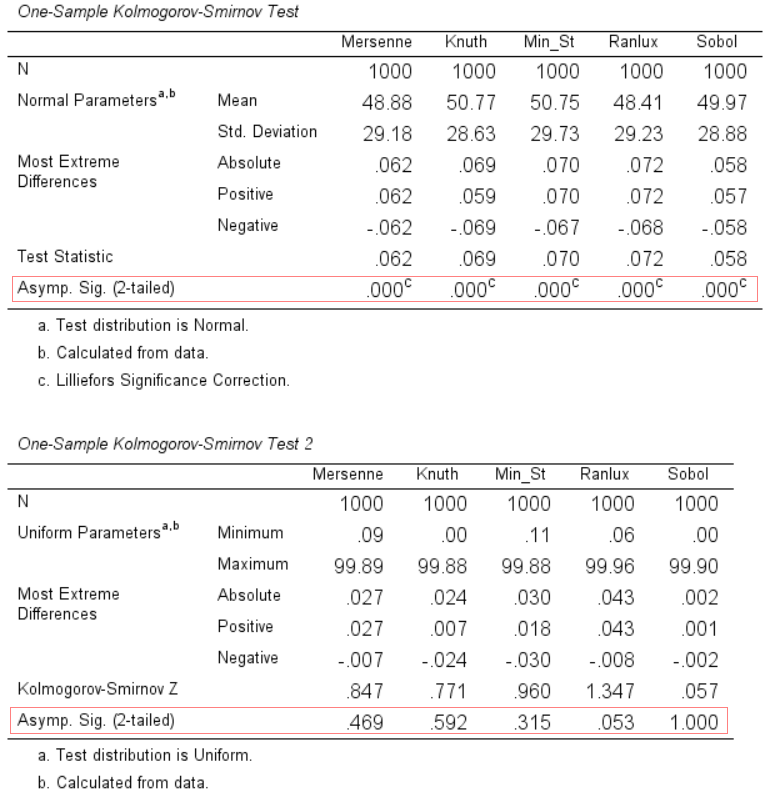 One-Sample Kolmogorov-Smirnov Test
Mersenne Knuth Min_St Ranlux Sobol
N 1000 1000 1000 1000 1000
Normal Parameters a,b Mean 48.88 50.77 50.75 48.41 49.97
Std. Deviation 29.18 28.63 29.73 29.23 28.88
Most Extreme Differences Absolute .062 .069 .070 .072 .058
Positive .062 .059 .070 .072 .057
Negative -.062 -.069 -.067 -.068 -.058
Test Statistic .062 .069 .070 .072 .058
Asymp. Sig. (2-tailed) .000c .000c .000c .000c .000c
a. Test distribution is Normal.
b. Calculated from data.
c. Lilliefors Significance Correction.
One-Sample Kolmogorov-Smirnov Test 2
Mersenne Knuth Min_St Ranlux Sobol
N 1000 1000 1000 1000 1000
Uniform Parameters a,b Minimum .09 .00 .11 .06 .00
Maximum 99.89 99.88 99.88 99.96 99.90
Most Extreme Differences Absolute .027 .024 .030 .043 .002
Positive .027 .007 .018 .043 .001
Negative -.007 -.024 -.030 -.008 -.002
Kolmogorov-Smirnov Z .847 .771 .960 1.347 .057
Asymp. Sig. (2-tailed) .469 .592 .315 .053 1.000
a. Test distribution is Uniform.
b. Calculated from data.